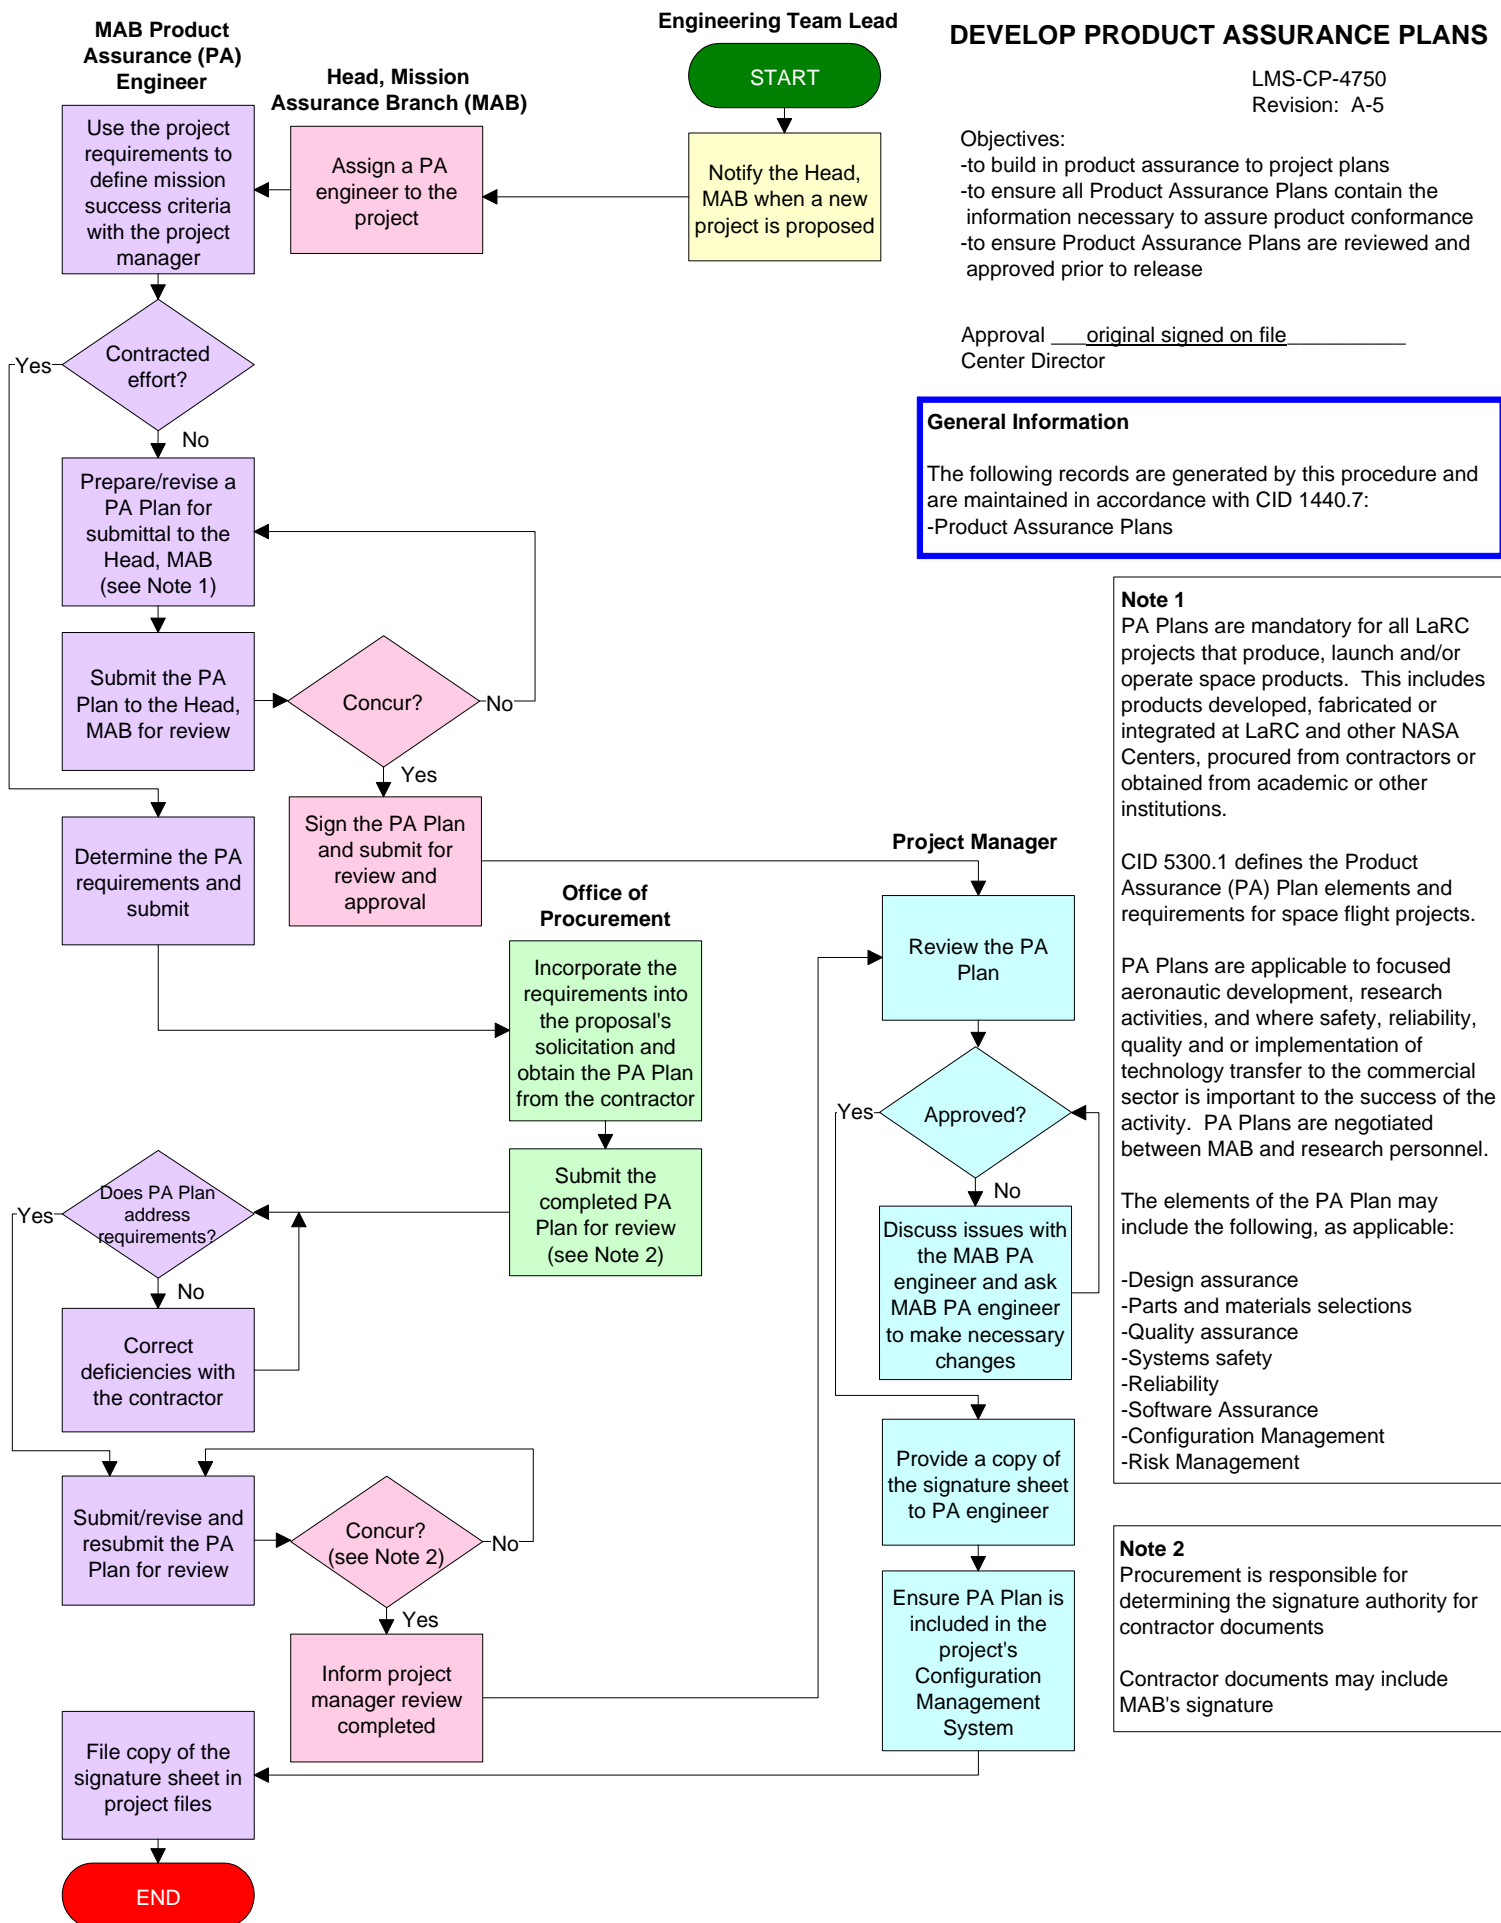 MAB Product
Assurance (PA)
Engineer
Head, Mission
Assurance Branch (MAB)
Engineering Team Lead
START
DEVELOP PRODUCT ASSURANCE PLANS
LMS-CP-4750
Revision:  A-5
Objectives:
-to build in product assurance to project plans
-to ensure all Product Assurance Plans contain the
information necessary to assure product conformance
-to ensure Product Assurance Plans are reviewed and
approved prior to release
Approval ___original signed on file__________
Center Director
General Information
The following records are generated by this procedure and
are maintained in accordance with CID 1440.7:
-Product Assurance Plans
Notify the Head,
MAB when a new
project is proposed
Assign a PA
engineer to the
project
Use the project
requirements to
define mission
success criteria
with the project
manager
Contracted
effort?
Yes
No
Prepare/revise a
PA Plan for
submittal to the
Head, MAB
(see Note 1)
Submit the PA
Plan to the Head,
MAB for review
Concur?
No
Yes
Sign the PA Plan
and submit for
review and
approval
Determine the PA
requirements and
submit
Office of
Procurement
Incorporate the
requirements into
the proposal's
solicitation and
obtain the PA Plan
from the contractor
Submit the
completed PA
Plan for review
(see Note 2)
Does PA Plan
address
requirements?
Yes
No
Correct
deficiencies with
the contractor
Submit/revise and
resubmit the PA
Plan for review
Concur?
(see Note 2)
No
Yes
Inform project
manager review
completed
Project Manager
Review the PA
Plan
Approved?
Yes
No
Discuss issues with
the MAB PA
engineer and ask
MAB PA engineer
to make necessary
changes
Provide a copy of
the signature sheet
to PA engineer
Ensure PA Plan is
included in the
project's
Configuration
Management
System
File copy of the
signature sheet in
project files
END
Note 1
PA Plans are mandatory for all LaRC
projects that produce, launch and/or
operate space products.  This includes
products developed, fabricated or
integrated at LaRC and other NASA
Centers, procured from contractors or
obtained from academic or other
institutions.
CID 5300.1 defines the Product
Assurance (PA) Plan elements and
requirements for space flight projects.
PA Plans are applicable to focused
aeronautic development, research
activities, and where safety, reliability,
quality and or implementation of
technology transfer to the commercial
sector is important to the success of the
activity.  PA Plans are negotiated
between MAB and research personnel.
The elements of the PA Plan may
include the following, as applicable:
-Design assurance
-Parts and materials selections
-Quality assurance
-Systems safety
-Reliability
-Software Assurance
-Configuration Management
-Risk Management
Note 2
Procurement is responsible for
determining the signature authority for
contractor documents
Contractor documents may include
MAB's signature